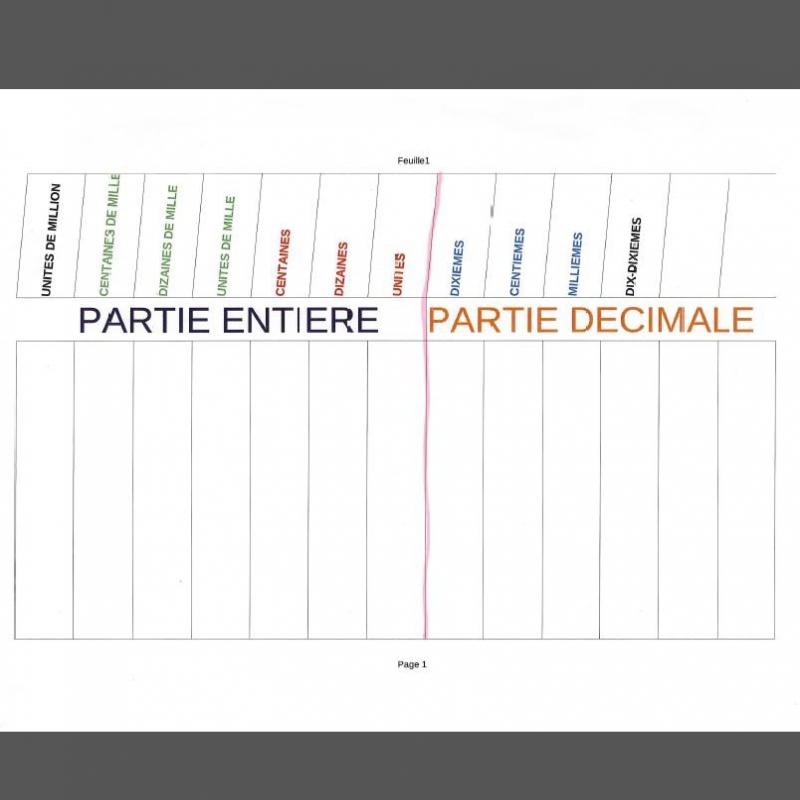 Feuille1
UNITES DE MILLION
CENTAINES DE MILLE
DIZAINES DE MILLE
UNITES DE MILLE
CENTAINES
DIZAINES
UNITES
DIXIEMES
CENTIEMES
MILLIEMES
DIX-DIXIEMES
PARTIE ENTIERE PARTIE DECIMALE
Page 1